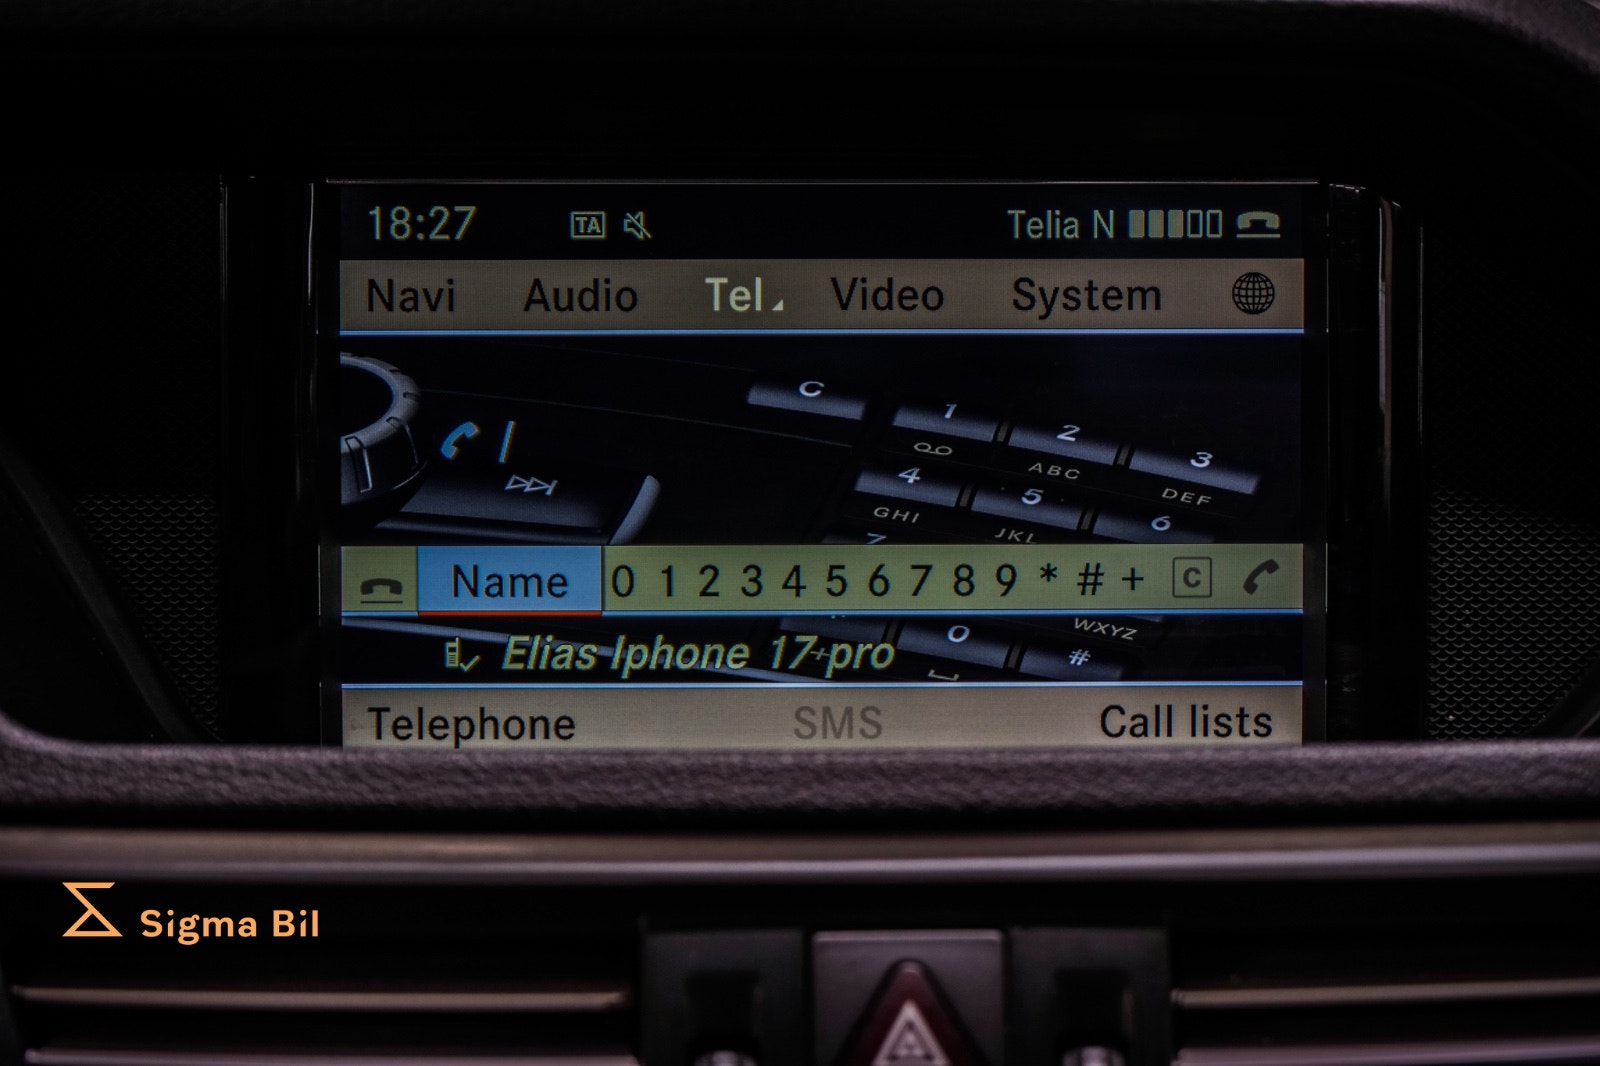 18:27 TA Telia N
Navi Audio Tel Video System
C 1 2 3
ABC DEF
4 5 6
GHI JKL
7
Name 0 1 2 3 4 5 6 7 8 9 * # + C
0 # WXYZ
+
Elias Iphone 17-pro
Telephone SMS Call lists
Sigma Bil